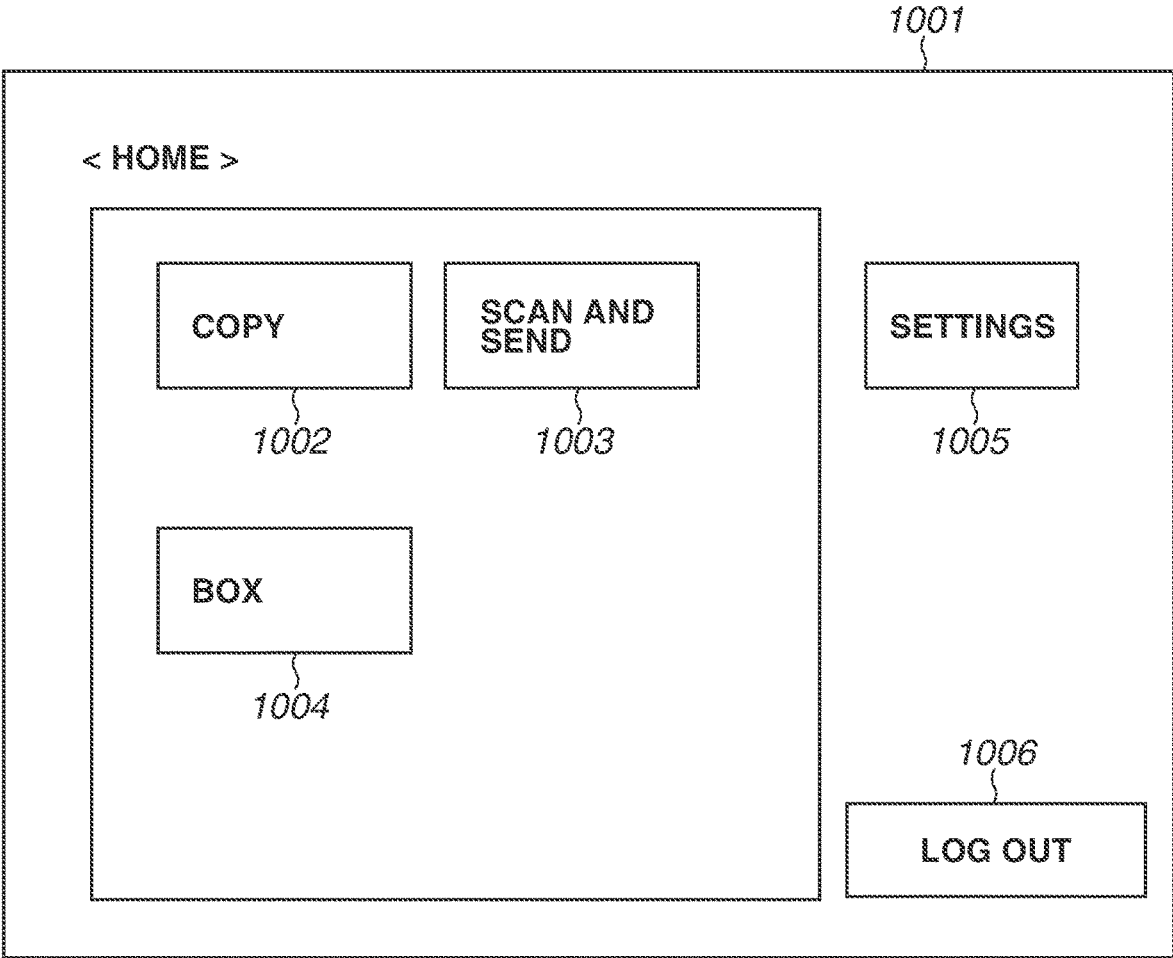 1001
< HOME >
COPY
SCAN AND
SEND
SETTINGS
1002
1003
1005
BOX
1004
1006
LOG OUT